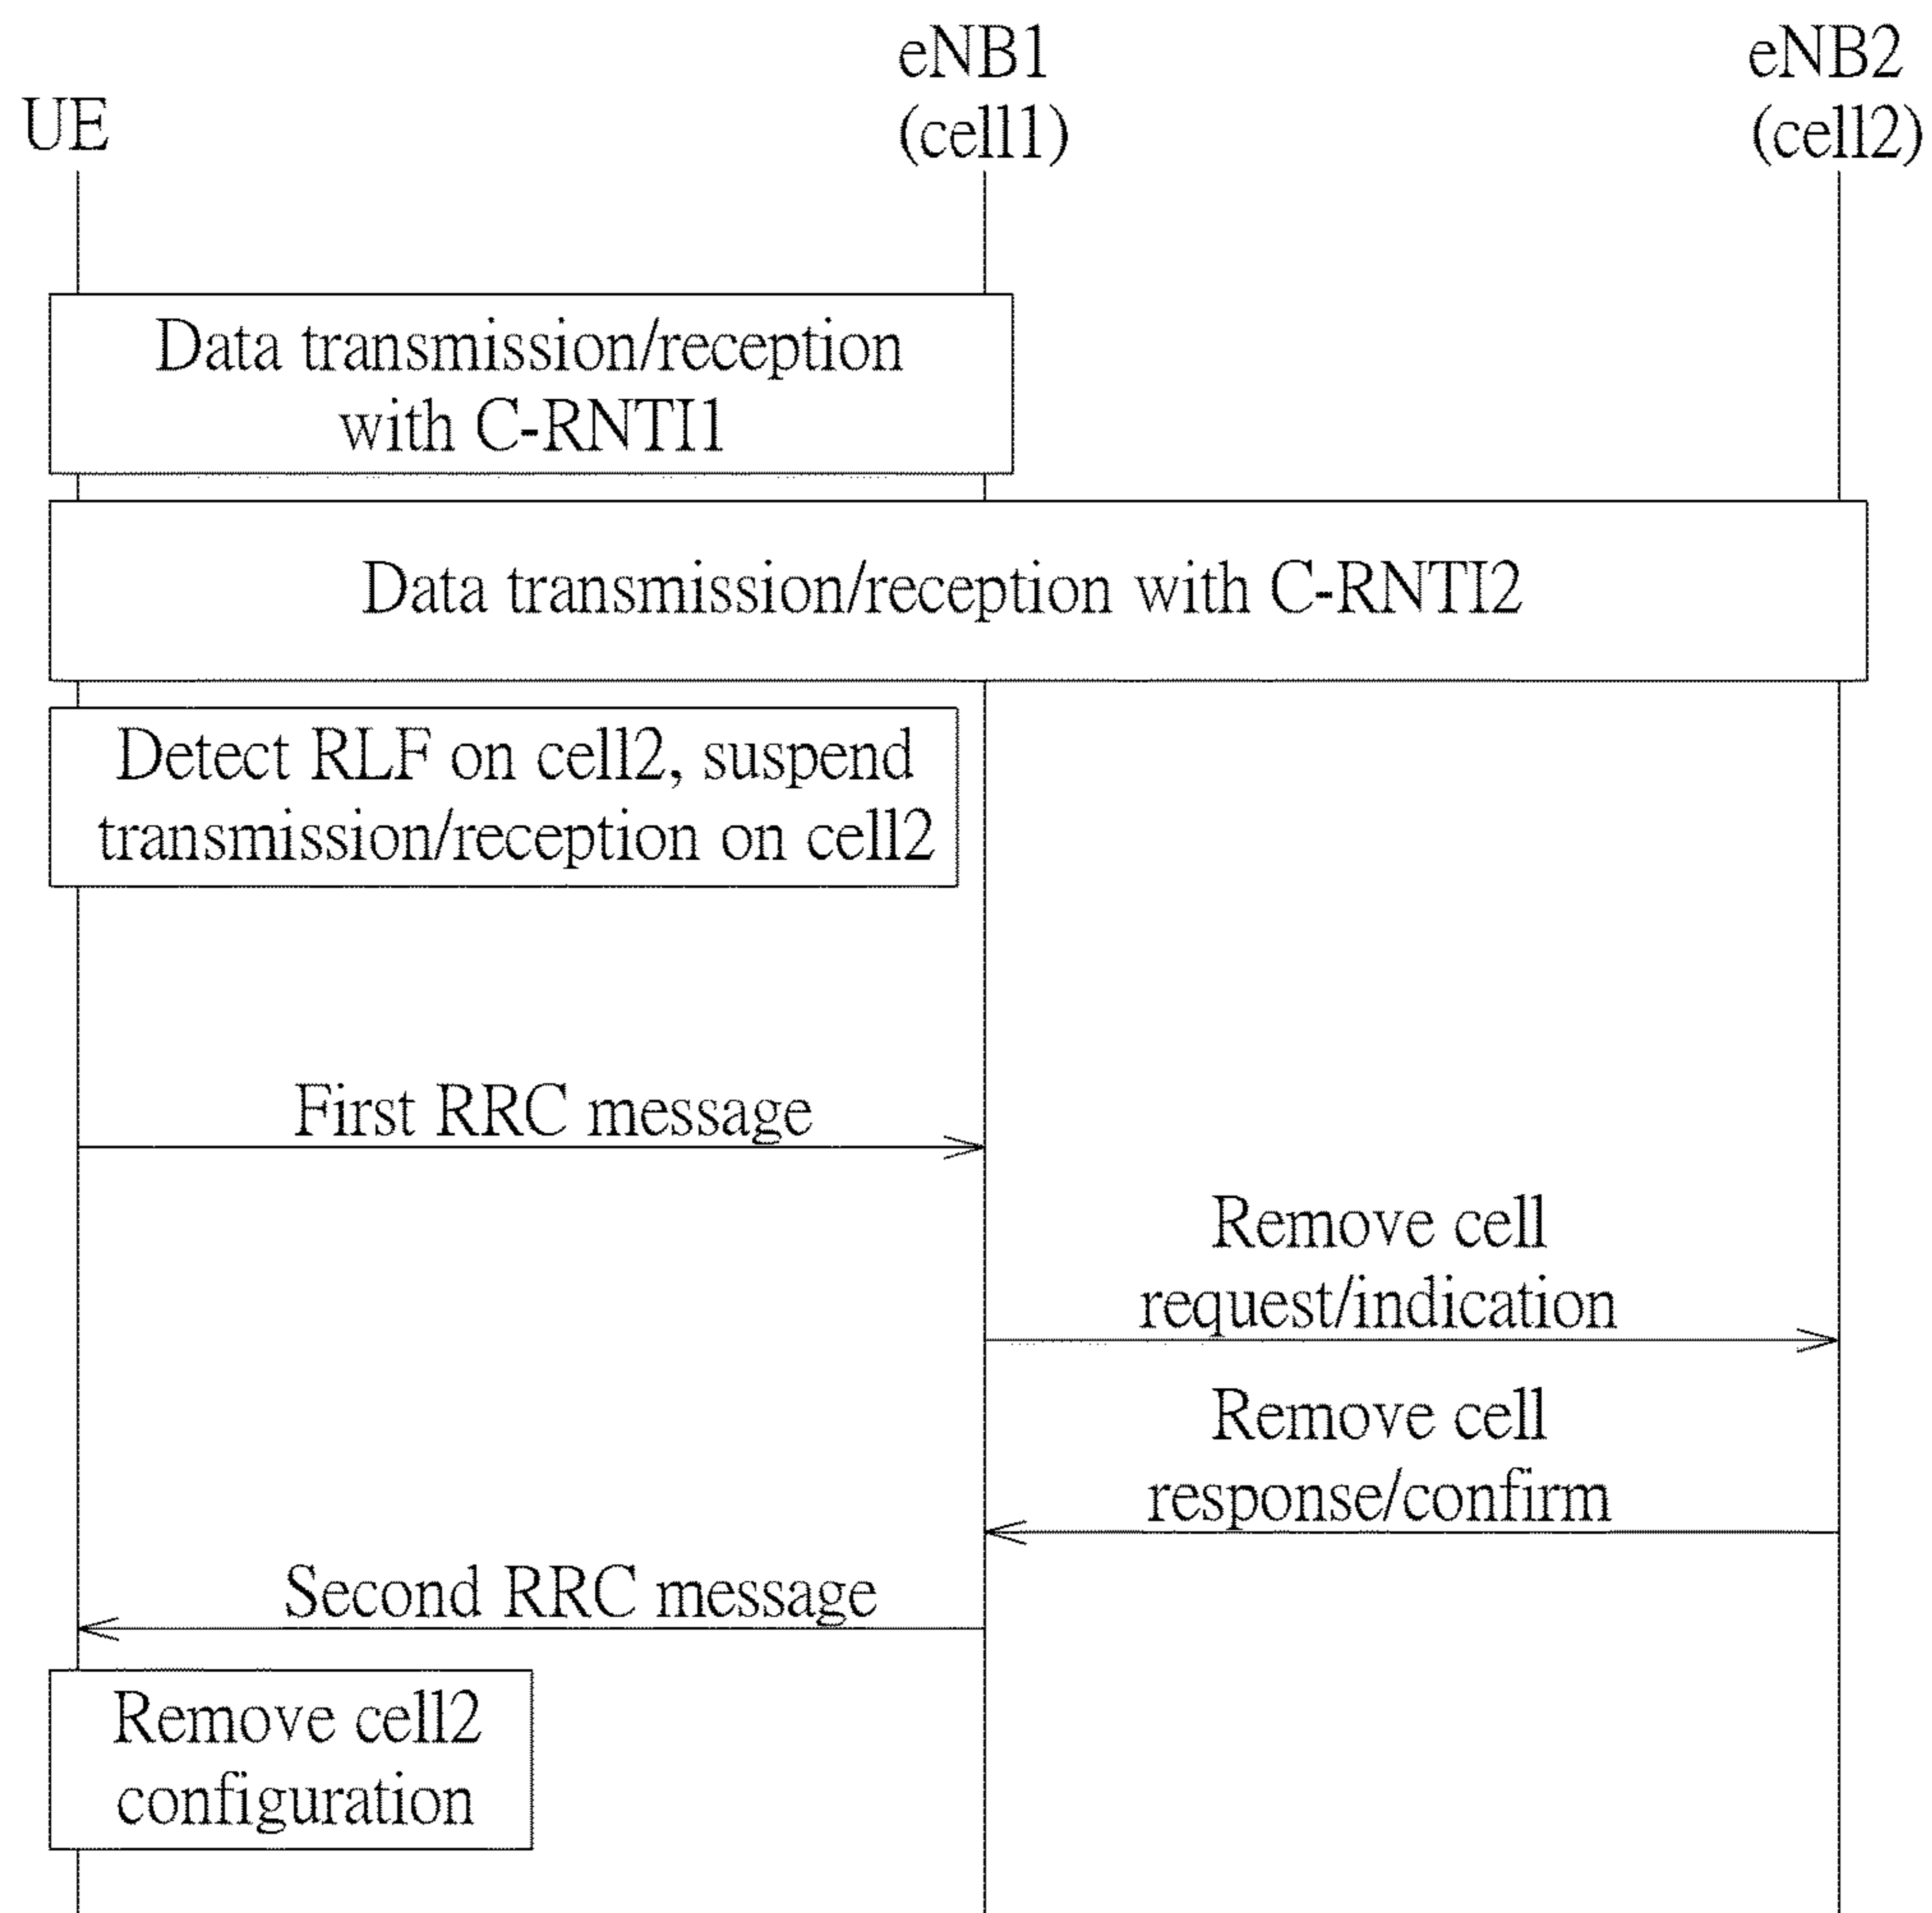 UE
eNB1
(cell1)
eNB2
(cell2)
Data transmission/reception
with C-RNTI1
Data transmission/reception with C-RNTI2
Detect RLF on cell2, suspend
transmission/reception on cell2
First RRC message
Remove cell
request/indication
Remove cell
response/confirm
Second RRC message
Remove cell2
configuration